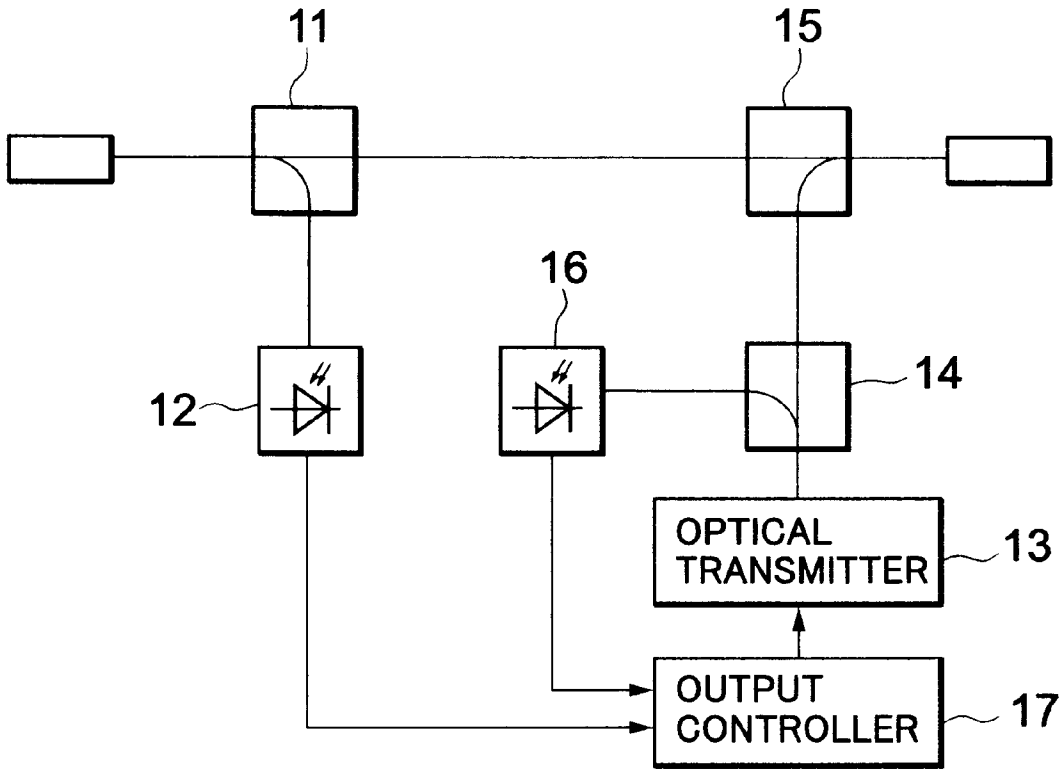 11
15
16
12
14
OPTICAL
TRANSMITTER
13
OUTPUT
CONTROLLER
17